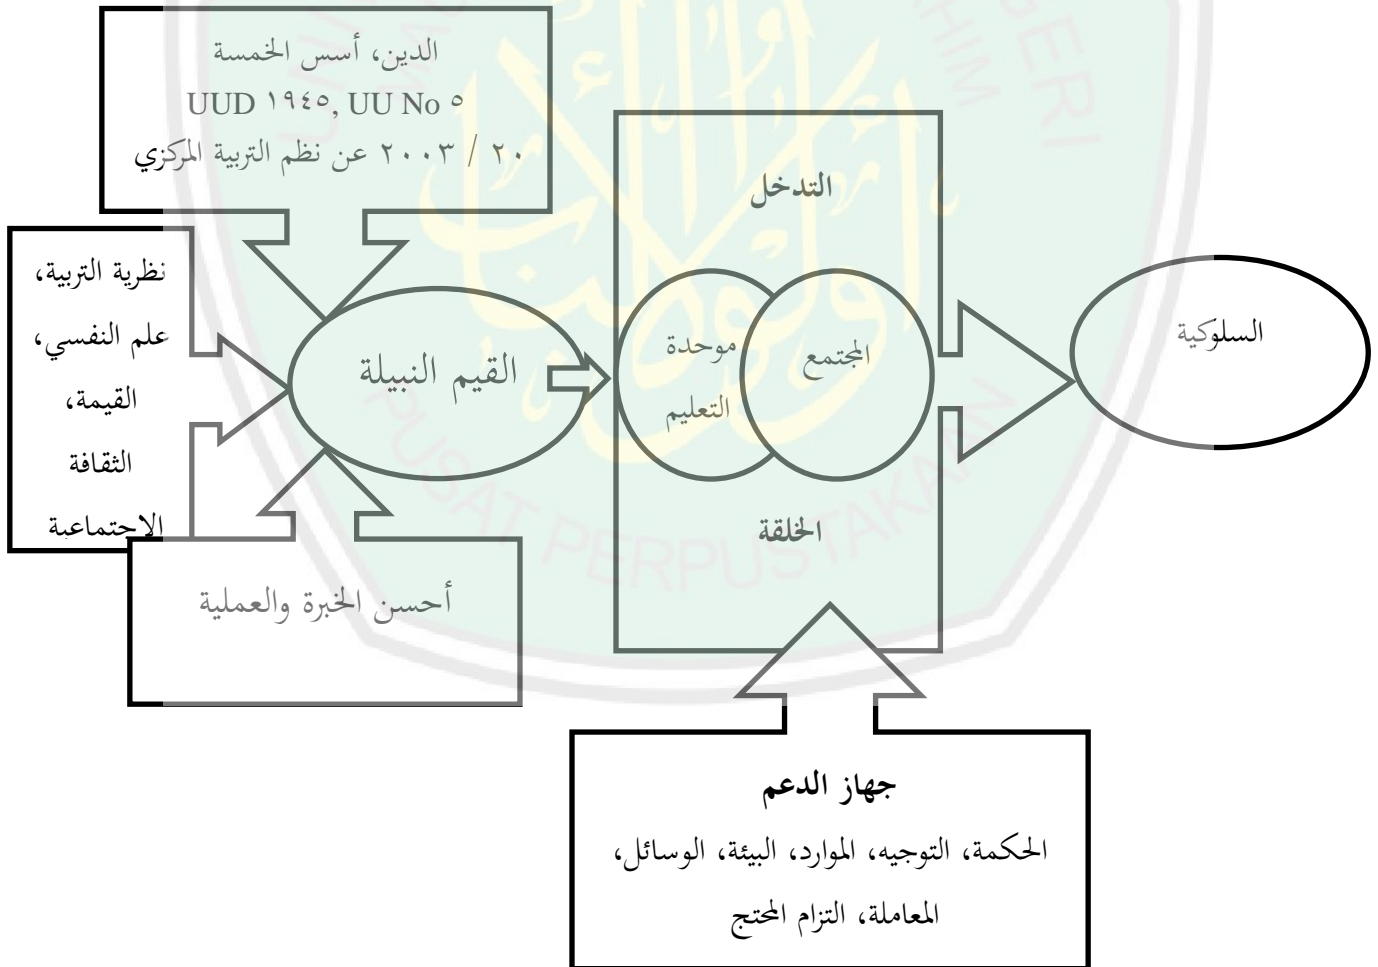 الدين، أسس الخمسة
UUD ١٩٤٥, UU No ٥
٢٠ / ٢٠٠٣ عن نظم التربية المركزي
نظرية التربية،
علم النفسي،
القيمة،
الثقافة
الاجتماعية
القيم النبيلة
أحسن الخبرة والعملية
التدخل
موحدة
التعليم
المجتمع
الخلقة
السلوكية
جهاز الدعم
الحكمة، التوجيه، الموارد، البيئة، الوسائل،
المعاملة، التزام المحتج
PUSAT PERPUSTAKAAN